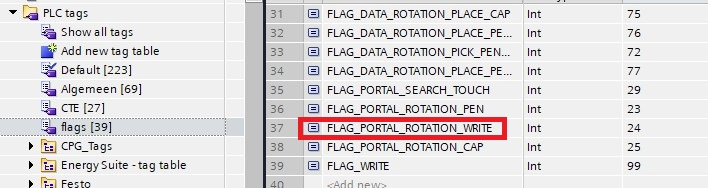 PLC tags
Show all tags
Add new tag table
Default [223]
Algemeen [69]
CTE [27]
flags [39]
CPG_Tags
Energy Suite - tag table
Festo
31 FLAG_DATA_ROTATION_PLACE_CAP Int 75
32 FLAG_DATA_ROTATION_PLACE_PE... Int 76
33 FLAG_DATA_ROTATION_PICK_PEN... Int 72
34 FLAG_DATA_ROTATION_PLACE_PE... Int 77
35 FLAG_PORTAL_SEARCH_TOUCH Int 29
36 FLAG_PORTAL_ROTATION_PEN Int 23
37 FLAG_PORTAL_ROTATION_WRITE Int 24
38 FLAG_PORTAL_ROTATION_CAP Int 25
39 FLAG_WRITE Int 99
40 <Add new>